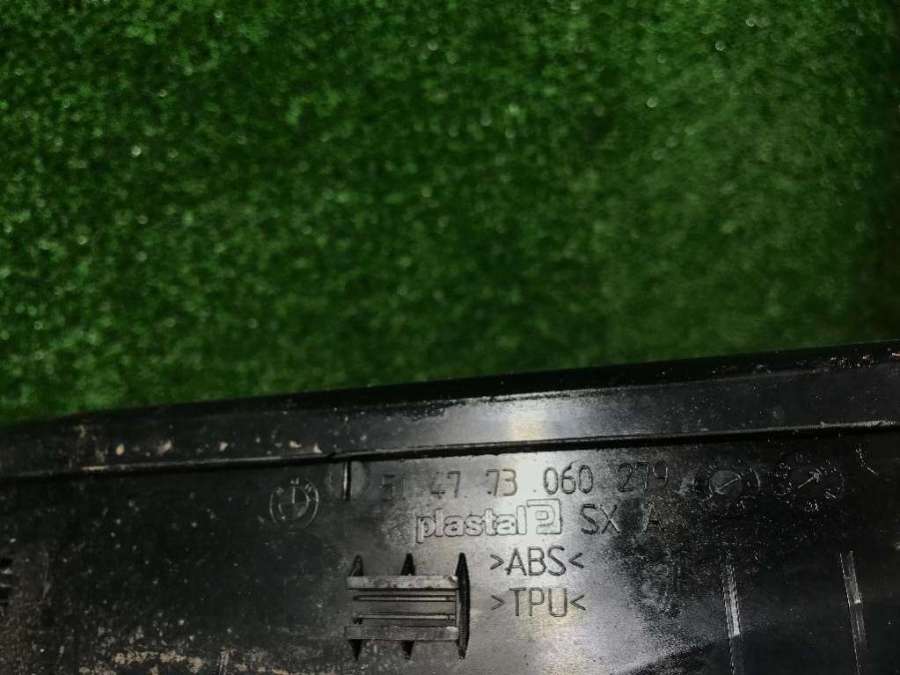 51 47 73 060 279
plastal SX A
>ABS<
>TPU<